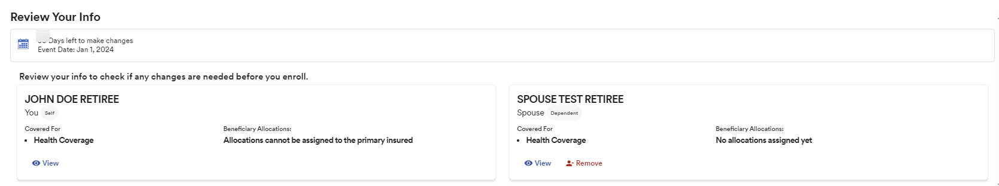 Review Your Info
Days left to make changes
Event Date: Jan 1, 2024
Review your info to check if any changes are needed before you enroll.
JOHN DOE RETIREE
You Self
Covered For
• Health Coverage
Beneficiary Allocations:
Allocations cannot be assigned to the primary insured
View
SPOUSE TEST RETIREE
Spouse Dependent
Covered For
• Health Coverage
Beneficiary Allocations:
No allocations assigned yet
View Remove